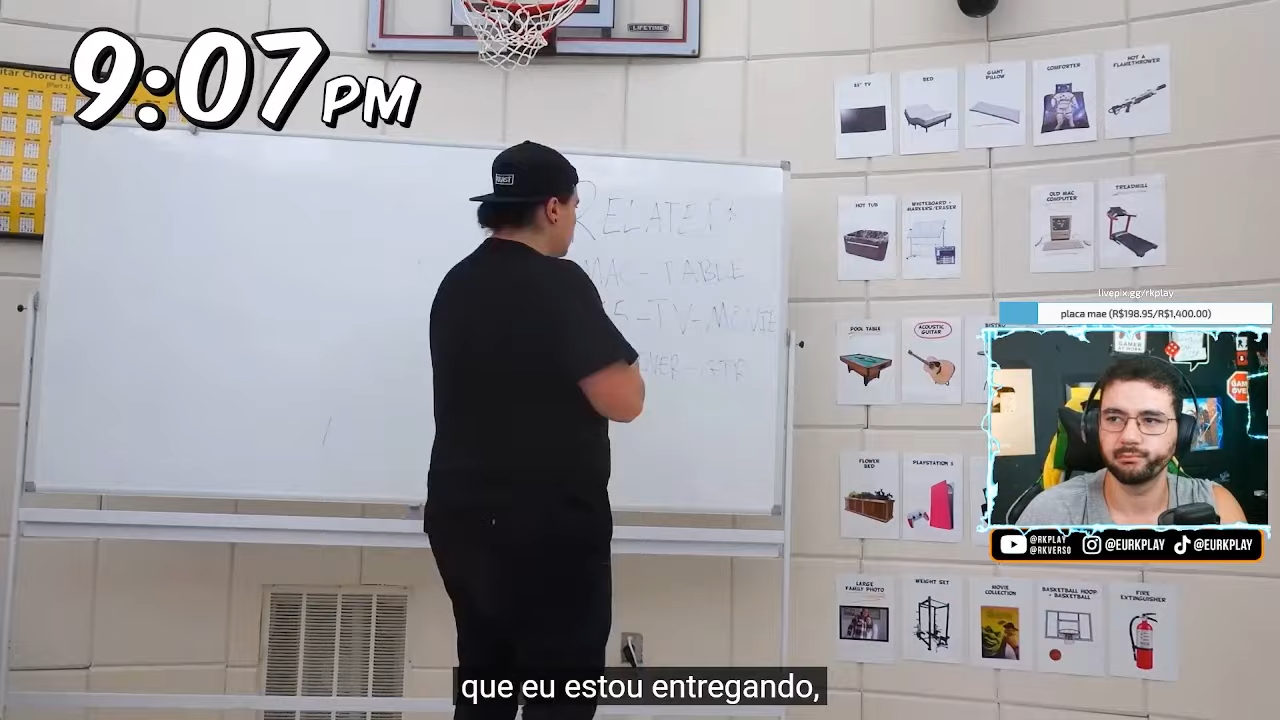 9:07 PM
LIFETIME
BEAST
RELATED
MAC - TABLE
5 - TV - MOVIE
BED
GIANT
PILLOW
COMFORTER
NOT A
FLAMETHROWER
HOT TUB
WHITEBOARD +
MARKERS/ERASER
OLD MAC
COMPUTER
TREADMILL
livepix.gg/rkplay
placa mae (R$198.95/R$1,400.00)
POOL TABLE
ACOUSTIC
GUITAR
FLOWER
BED
PLAYSTATION 5
@RKPLAY
@RKVERSO
@EURKPLAY
@EURKPLAY
LARGE
FAMILY PHOTO
WEIGHT SET
MOVIE
COLLECTION
BASKETBALL HOOP
+ BASKETBALL
FIRE
EXTINGUISHER
que eu estou entregando,